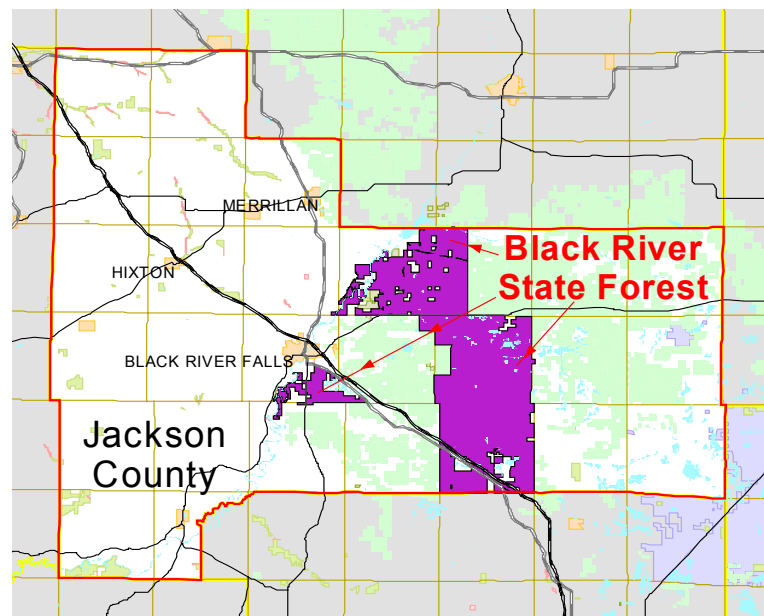 MERRILLAN
Black River
State Forest
HIXTON
BLACK RIVER FALLS
Jackson
County